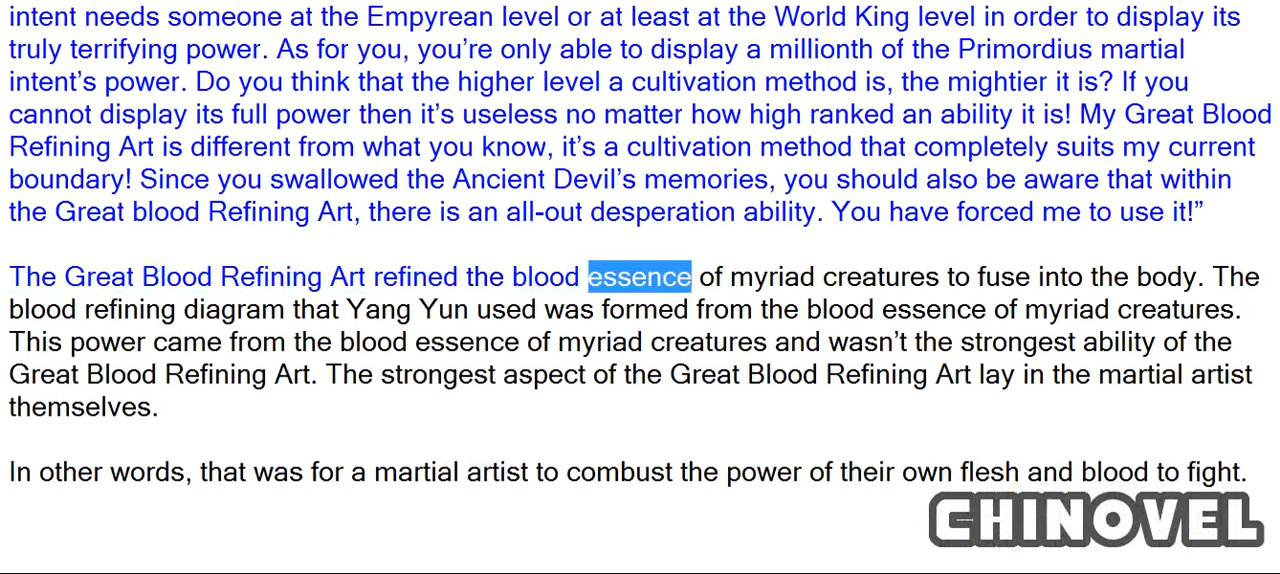 intent needs someone at the Empyrean level or at least at the World King level in order to display its
truly terrifying power. As for you, you’re only able to display a millionth of the Primordius martial
intent’s power. Do you think that the higher level a cultivation method is, the mightier it is? If you
cannot display its full power then it’s useless no matter how high ranked an ability it is! My Great Blood
Refining Art is different from what you know, it’s a cultivation method that completely suits my current
boundary! Since you swallowed the Ancient Devil’s memories, you should also be aware that within
the Great blood Refining Art, there is an all-out desperation ability. You have forced me to use it!”
The Great Blood Refining Art refined the blood essence of myriad creatures to fuse into the body. The
blood refining diagram that Yang Yun used was formed from the blood essence of myriad creatures.
This power came from the blood essence of myriad creatures and wasn’t the strongest ability of the
Great Blood Refining Art. The strongest aspect of the Great Blood Refining Art lay in the martial artist
themselves.
In other words, that was for a martial artist to combust the power of their own flesh and blood to fight.
CHINOVEL